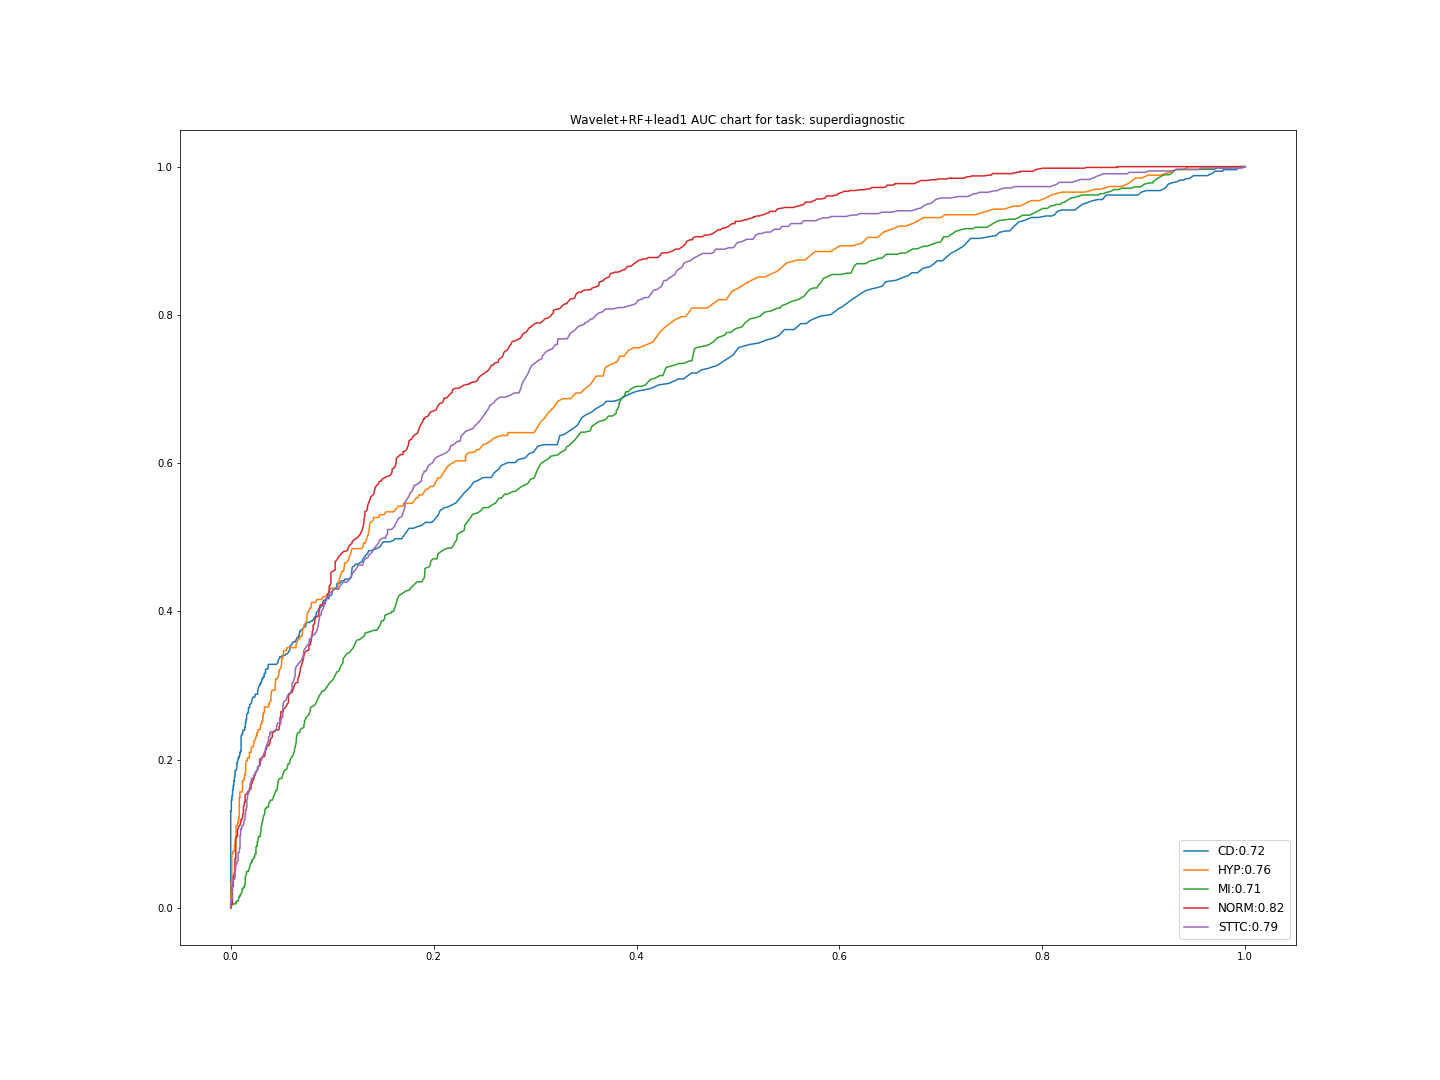 Wavelet+RF+lead1 AUC chart for task: superdiagnostic
1.0
0.8
0.6
0.4
0.2
0.0
0.0 0.2 0.4 0.6 0.8 1.0
CD:0.72
HYP:0.76
MI:0.71
NORM:0.82
STTC:0.79